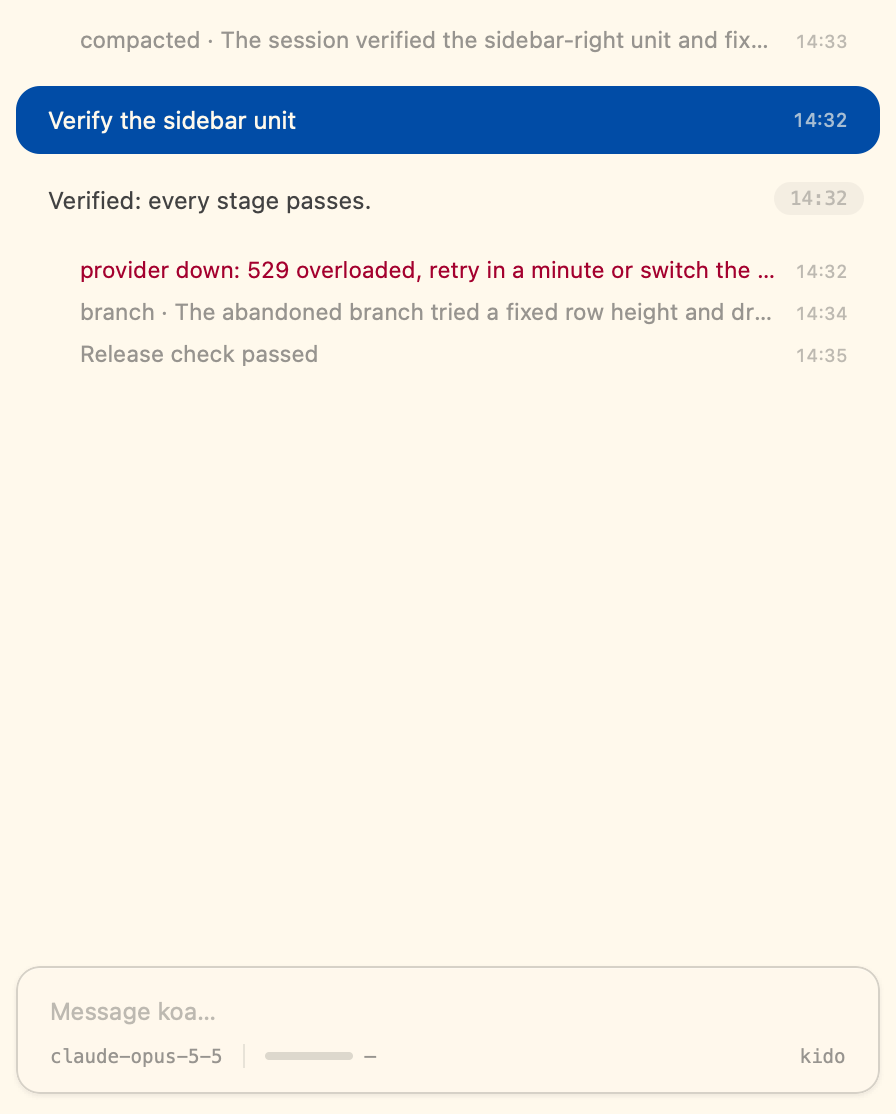 compacted · The session verified the sidebar-right unit and fix... 14:33
Verify the sidebar unit 14:32
Verified: every stage passes. 14:32
provider down: 529 overloaded, retry in a minute or switch the ... 14:32
branch · The abandoned branch tried a fixed row height and dr... 14:34
Release check passed 14:35
Message koa...
claude-opus-5-5 – kido